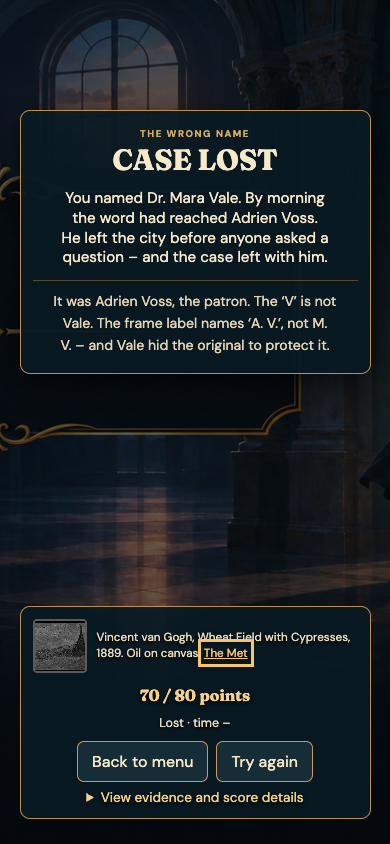 THE WRONG NAME
CASE LOST
You named Dr. Mara Vale. By morning
the word had reached Adrien Voss.
He left the city before anyone asked a
question – and the case left with him.
It was Adrien Voss, the patron. The ‘V’ is not
Vale. The frame label names ‘A. V.’, not M.
V. – and Vale hid the original to protect it.
Vincent van Gogh, Wheat Field with Cypresses,
1889. Oil on canvas The Met
70 / 80 points
Lost · time –
Back to menu Try again
▶ View evidence and score details